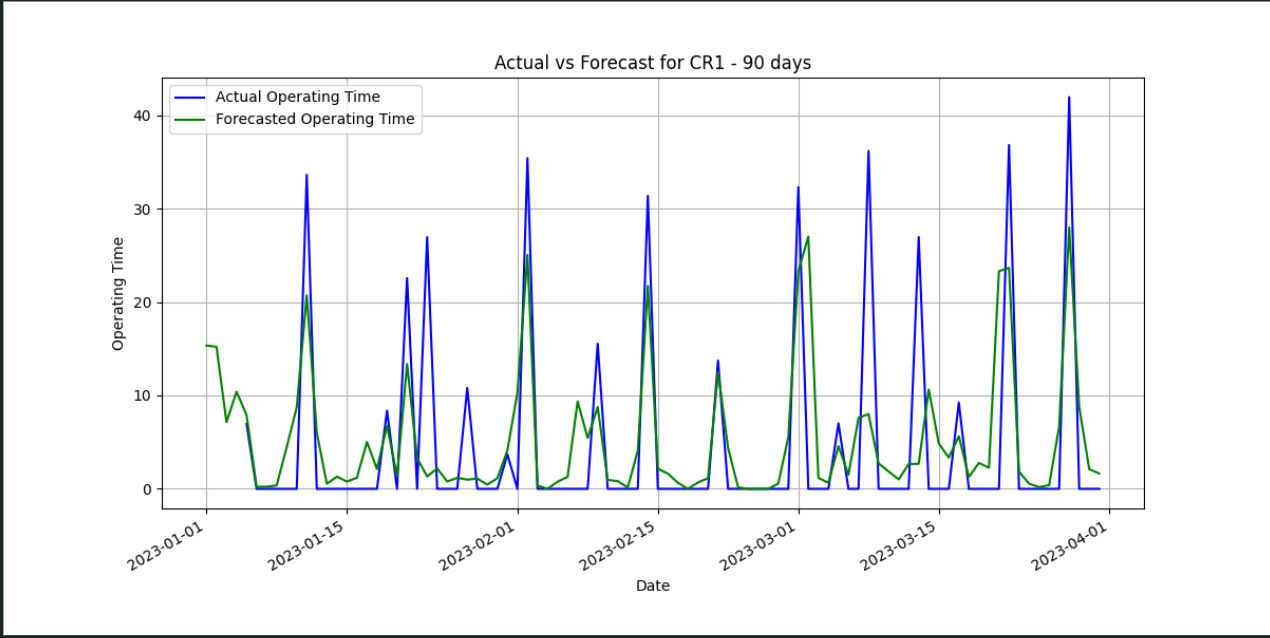 Actual vs Forecast for CR1 - 90 days
Actual Operating Time
Forecasted Operating Time
40
30
20
10
0
Operating Time
2023-01-01
2023-01-15
2023-02-01
2023-02-15
2023-03-01
2023-03-15
2023-04-01
Date